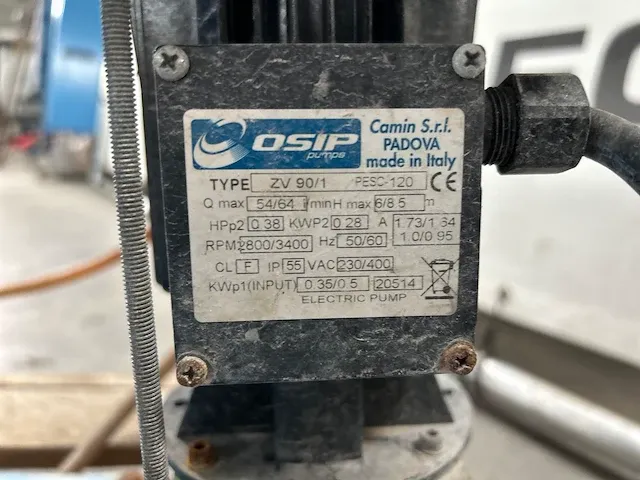 OSIP
pumps
Camin S.r.l.
PADOVA
made in Italy
TYPE ZV 90/1 PESC-120 CE
Q max 54/64 l/min H max 6/8 5 m
HPp2 0.38 KWP2 0.28 A 1.73/1.64
RPM 2800/3400 Hz 50/60 1.0/0.95
CL F IP 55 VAC 230/400
KWp1(INPUT) 0.35/0.5 20514
ELECTRIC PUMP